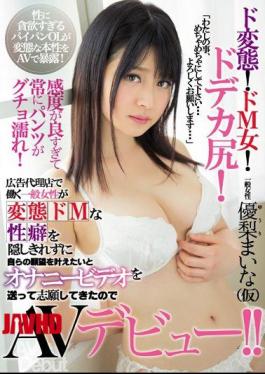 ド変態！ドM女！
ドデカ尻！
「わたしの事、
めちゃめちゃにして下さい…
よろしくお願いします…」
一般女性
優梨まいな(仮)
性に
貪欲すぎる
パイパンOLが
変態な本性を
AVで暴露！
感度が良すぎて
常に、パンツが
グチョ濡れ！
広告代理店で
働く一般女性が
変態ドMな
性癖を
隠しきれずに
自らの願望を叶えたいと
オナニービデオを
送って志願してきたので
JAVHD
AVデビュー!!